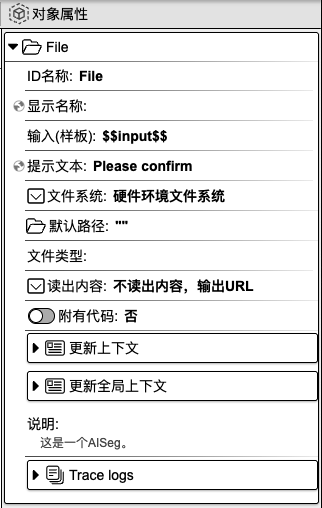 对象属性
File
ID名称: File
显示名称:
输入(样板): $$input$$
提示文本: Please confirm
文件系统: 硬件环境文件系统
默认路径: ""
文件类型:
读出内容: 不读出内容，输出URL
附有代码: 否
更新上下文
更新全局上下文
说明:
这是一个AISeg。
Trace logs